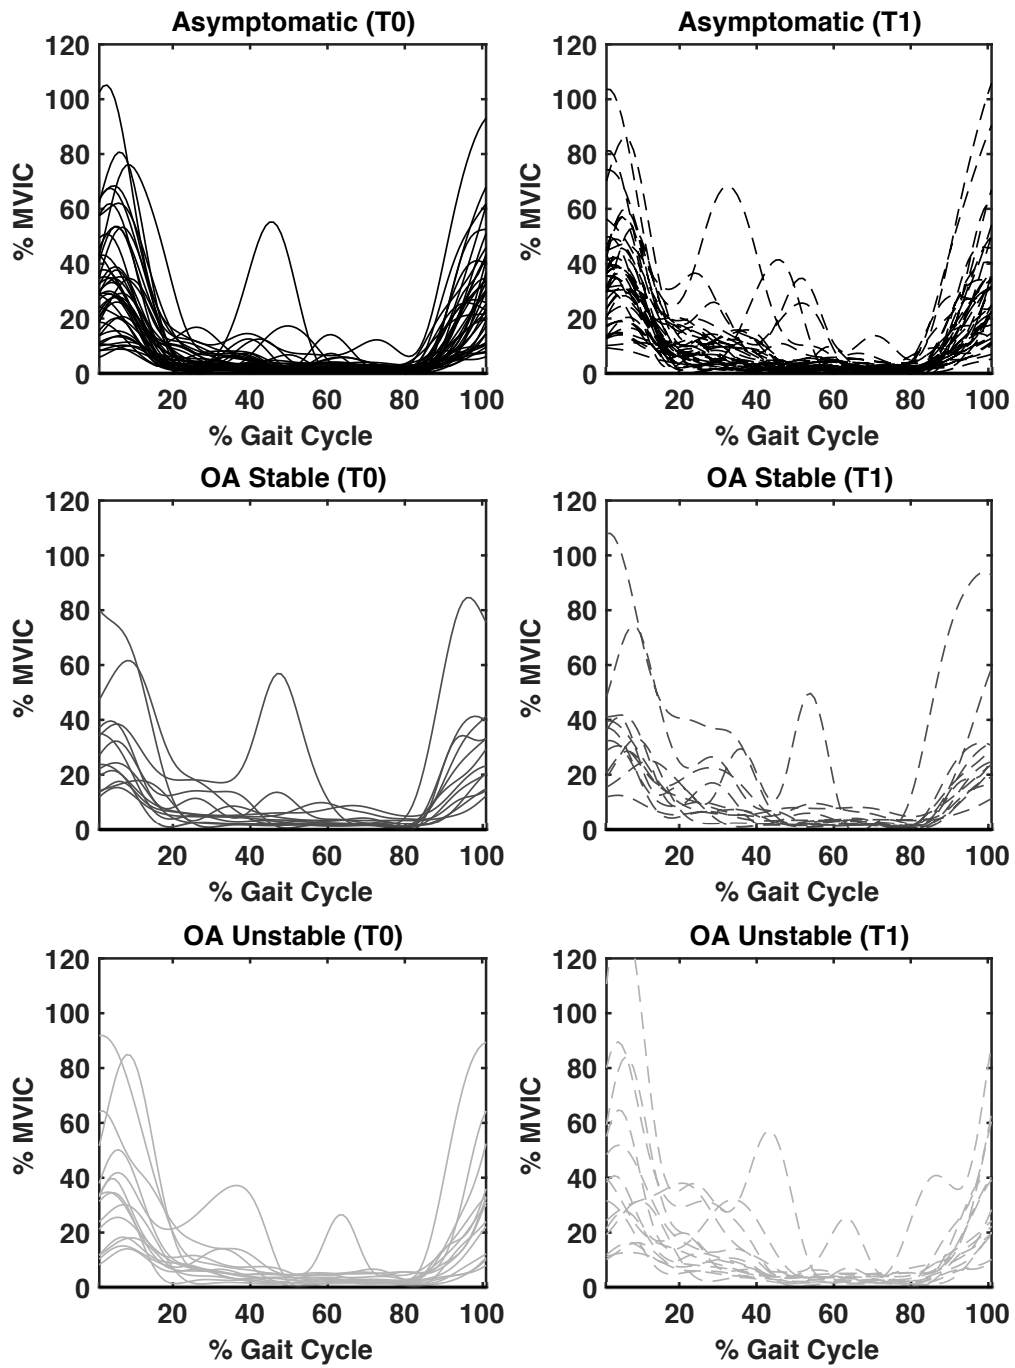 Asymptomatic (T0)
120
100
80
60
40
20
0
% MVIC
20 40 60 80 100
% Gait Cycle
Asymptomatic (T1)
120
100
80
60
40
20
0
% MVIC
20 40 60 80 100
% Gait Cycle
OA Stable (T0)
120
100
80
60
40
20
0
% MVIC
20 40 60 80 100
% Gait Cycle
OA Stable (T1)
120
100
80
60
40
20
0
% MVIC
20 40 60 80 100
% Gait Cycle
OA Unstable (T0)
120
100
80
60
40
20
0
% MVIC
20 40 60 80 100
% Gait Cycle
OA Unstable (T1)
120
100
80
60
40
20
0
% MVIC
20 40 60 80 100
% Gait Cycle